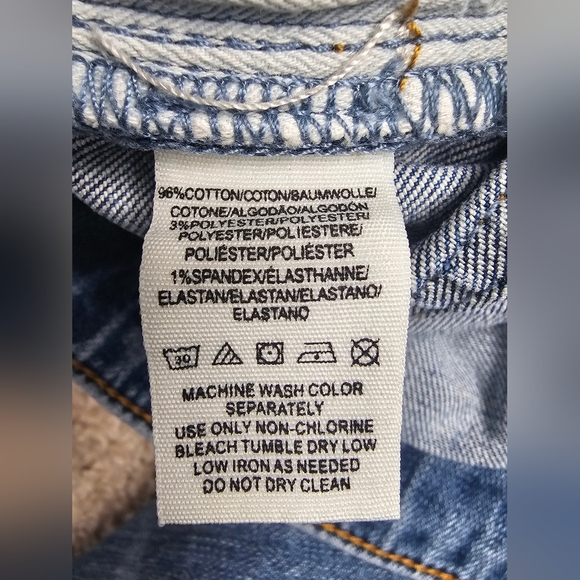 96%COTTON/COTON/BAUMWOLLE/
COTONE/ALGODÃO/ALGODÓN
3%POLYESTER/POLYESTER/
POLYESTER/POLIESTERE/
POLIÉSTER/POLIÉSTER
1%SPANDEX/ÉLASTHANNE/
ELASTAN/ELASTAN/ELASTANO/
ELASTANO
30
MACHINE WASH COLOR
SEPARATELY
USE ONLY NON-CHLORINE
BLEACH TUMBLE DRY LOW
LOW IRON AS NEEDED
DO NOT DRY CLEAN